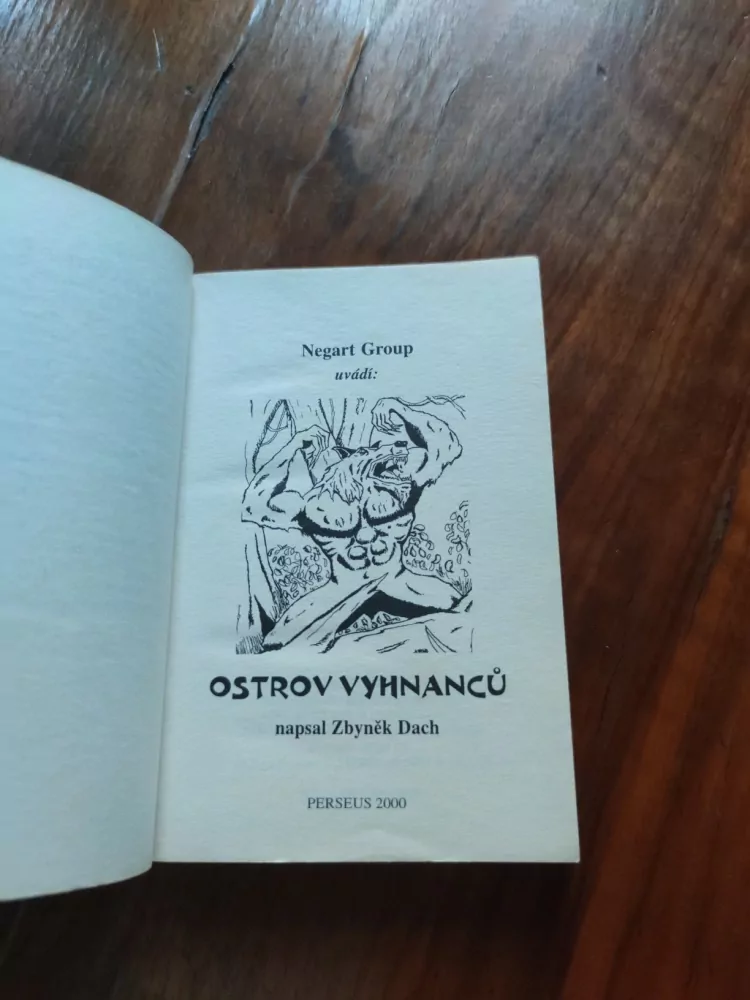 Negart Group
uvádí:
OSTROV VYHNANCŮ
napsal Zbyněk Dach
PERSEUS 2000